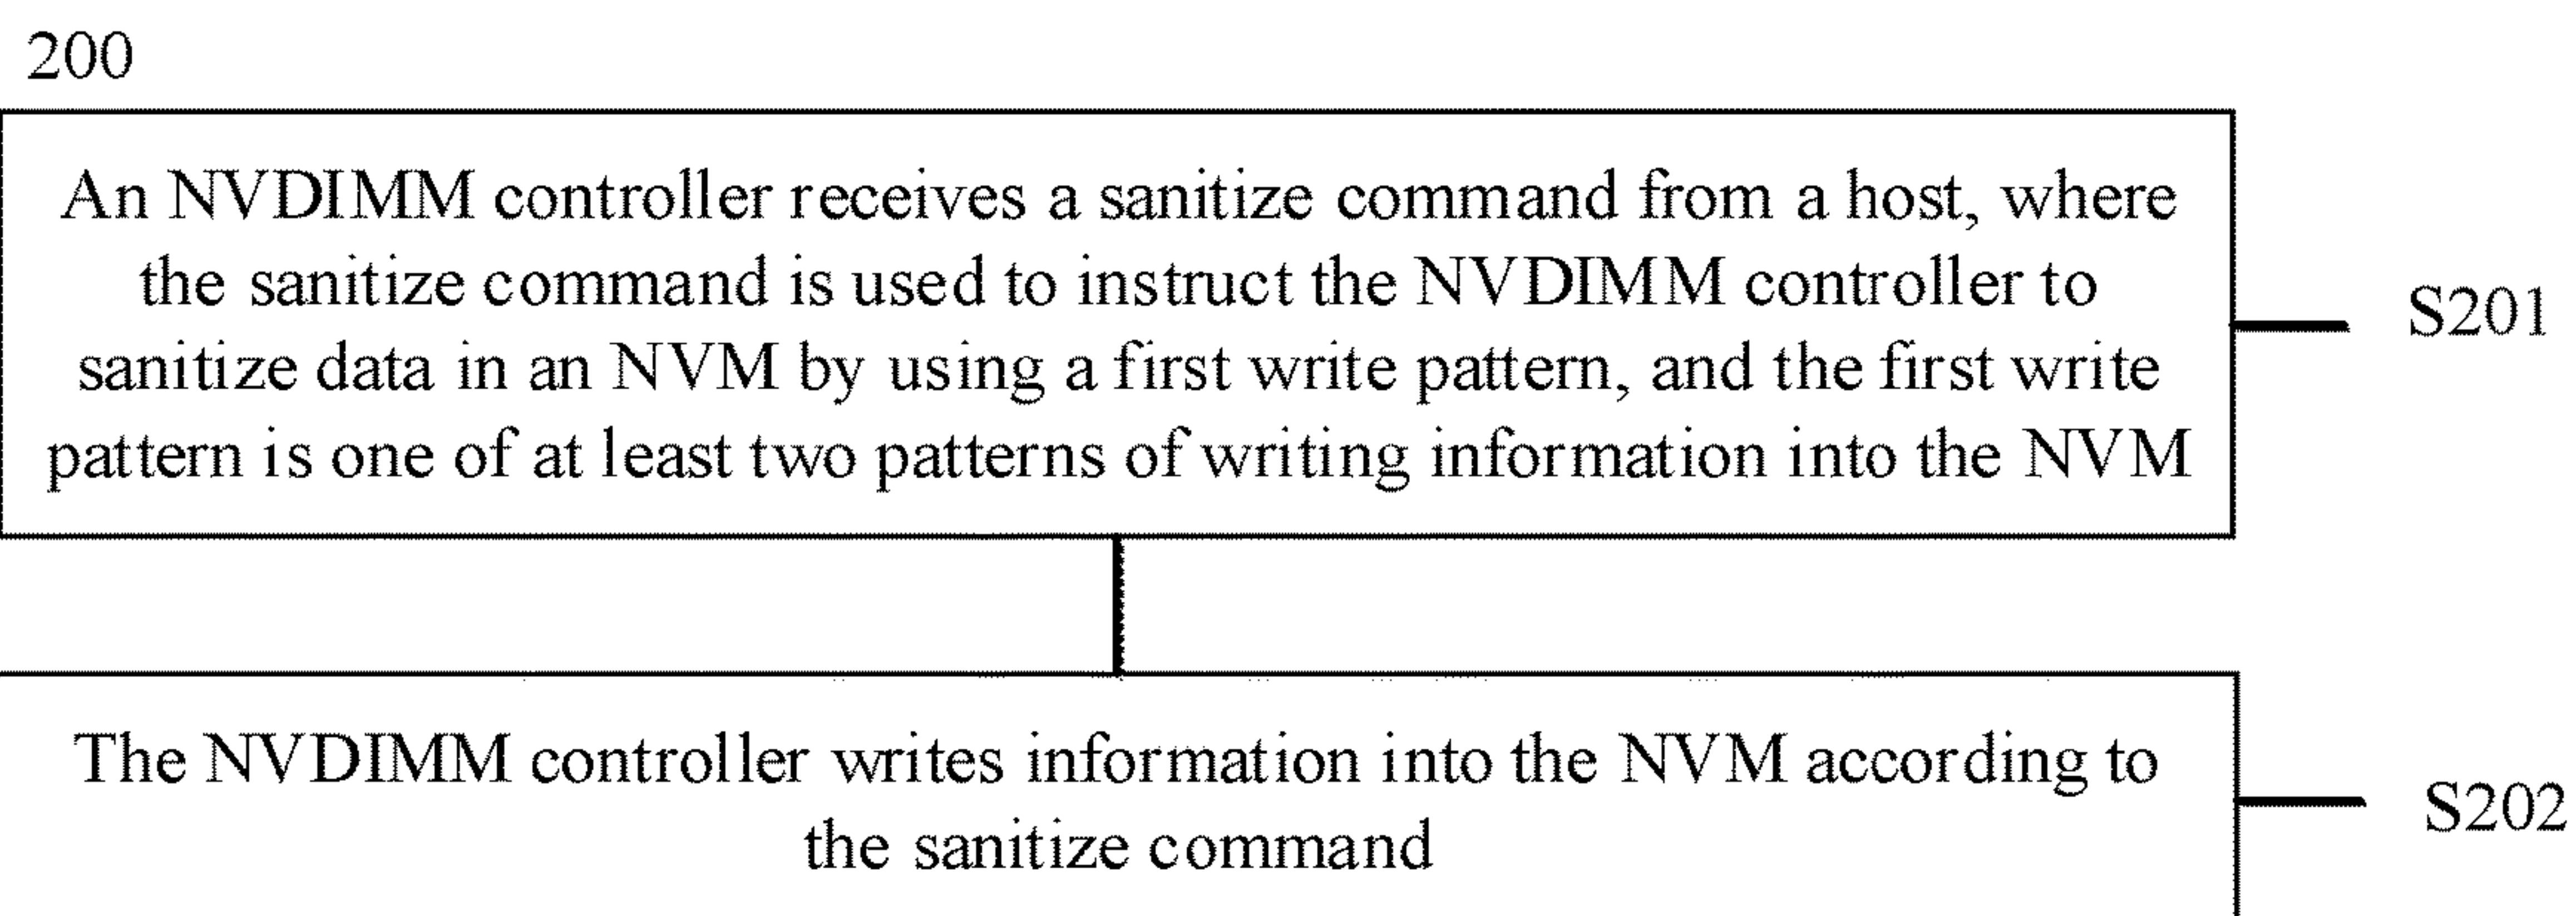 200
An NVDIMM controller receives a sanitize command from a host, where
the sanitize command is used to instruct the NVDIMM controller to
sanitize data in an NVM by using a first write pattern, and the first write
pattern is one of at least two patterns of writing information into the NVM
S201
The NVDIMM controller writes information into the NVM according to
the sanitize command
S202